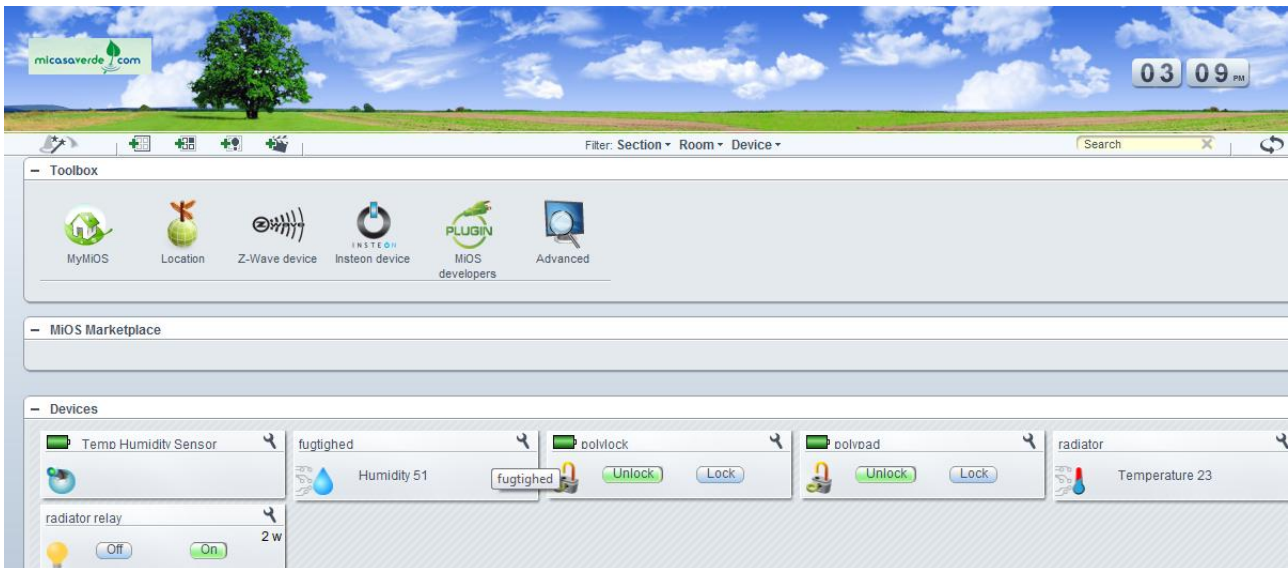 micasaverde.com
03 09 PM
Filter: Section Room Device
Search
Toolbox
MyMiOS
Location
Z-Wave device
INSTEON
Insteon device
PLUGIN
MiOS developers
Advanced
MiOS Marketplace
Devices
Temp Humidity Sensor
fugtighed
polylock
polypad
radiator
Humidity 51
fugtighed
Unlock
Lock
Unlock
Lock
Temperature 23
radiator relay
2 w
Off
On